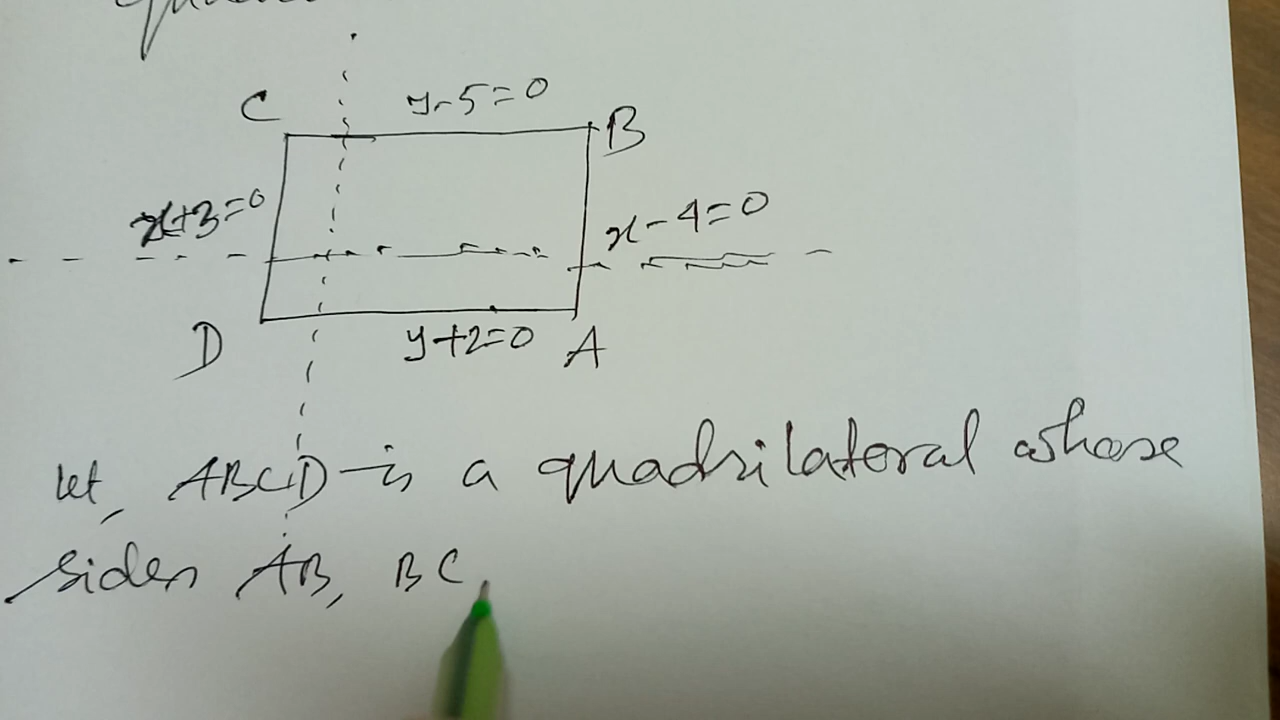 C y-5=0 B
x+3=0 x-4=0
D y+2=0 A
let, ABCD is a quadrilateral whose
sides AB, BC